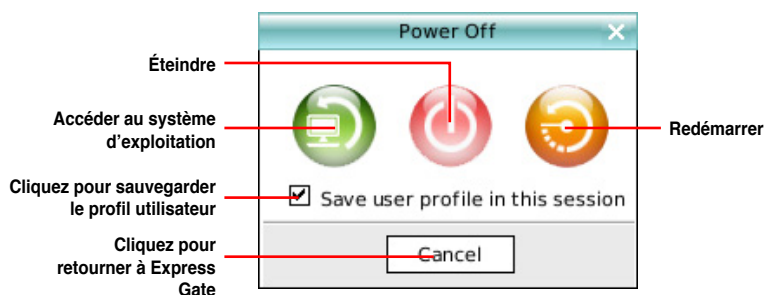 Power Off
Éteindre
Accéder au système
d'exploitation
Redémarrer
Cliquez pour sauvegarder
le profil utilisateur
Save user profile in this session
Cliquez pour
retourner à Express
Gate
Cancel